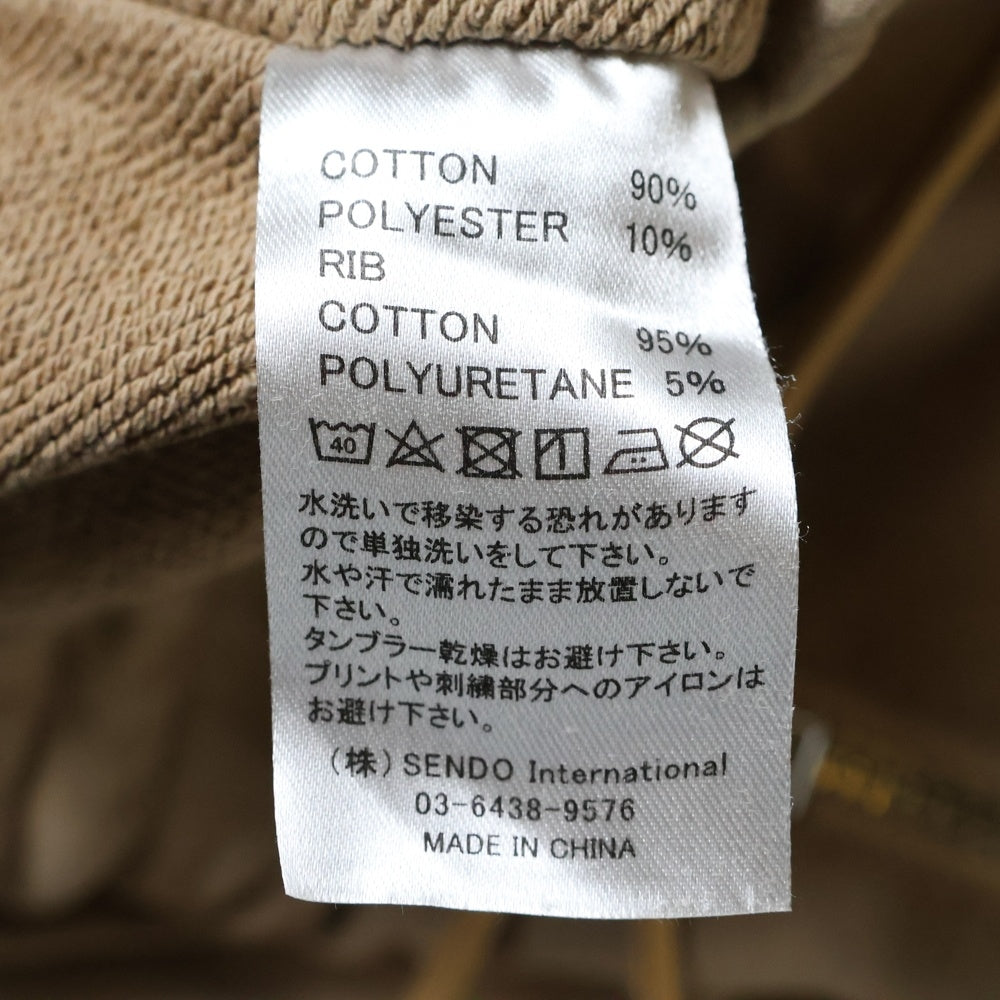 COTTON 90%
POLYESTER 10%
RIB
COTTON 95%
POLYURETANE 5%
40
水洗いで移染する恐れがあります
ので単独洗いをして下さい。
水や汗で濡れたまま放置しないで
下さい。
タンブラー乾燥はお避け下さい。
プリントや刺繍部分へのアイロンは
お避け下さい。
(株)SENDO International
03-6438-9576
MADE IN CHINA